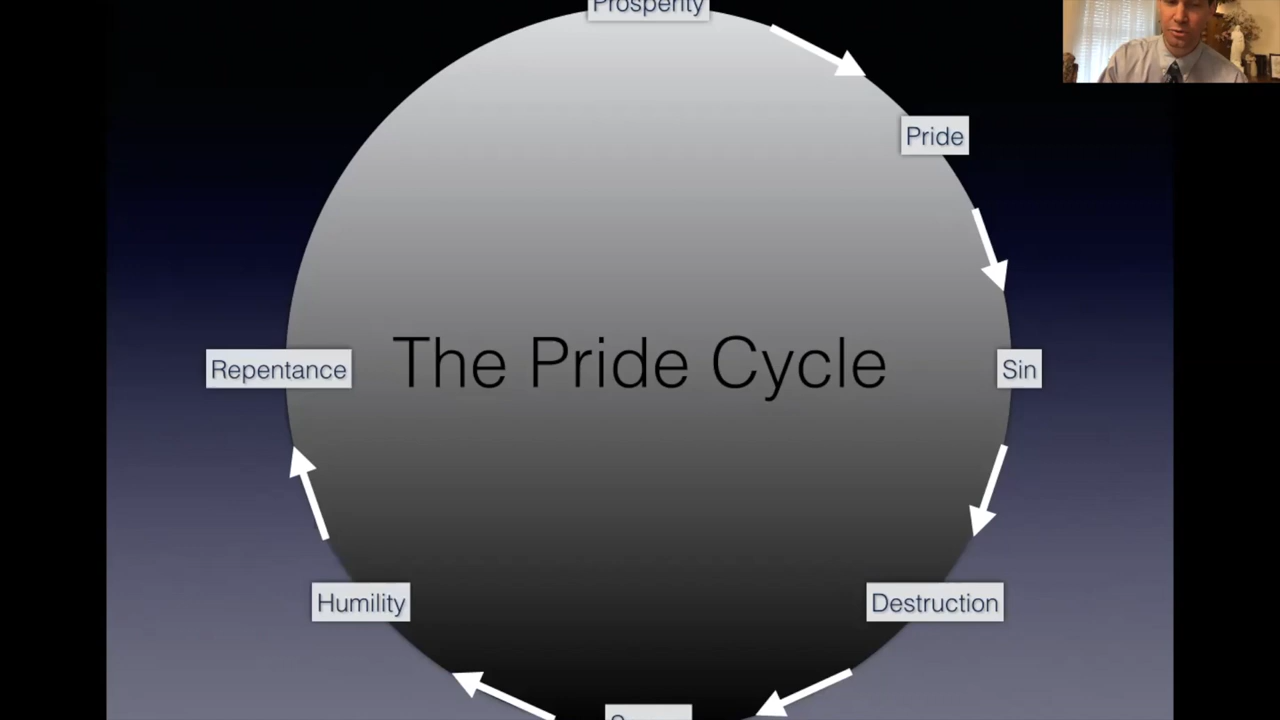 Prosperity
Pride
The Pride Cycle
Repentance
Sin
Humility
Destruction